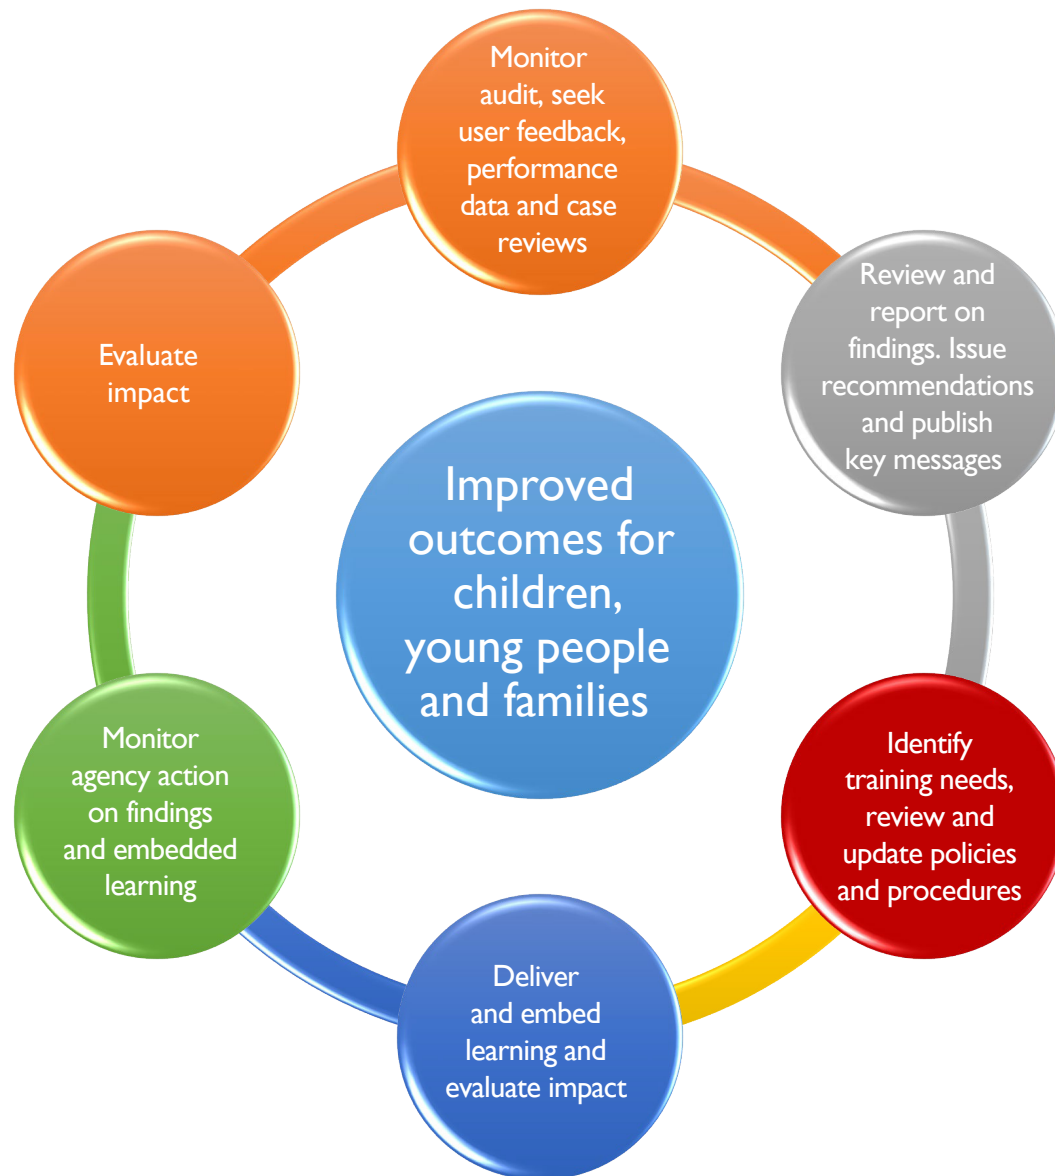 Monitor
audit, seek
user feedback,
performance
data and case
reviews
Review and
report on
findings. Issue
recommendations
and publish
key messages
Identify
training needs,
review and
update policies
and procedures
Deliver
and embed
learning and
evaluate impact
Monitor
agency action
on findings
and embedded
learning
Evaluate
impact
Improved
outcomes for
children,
young people
and families